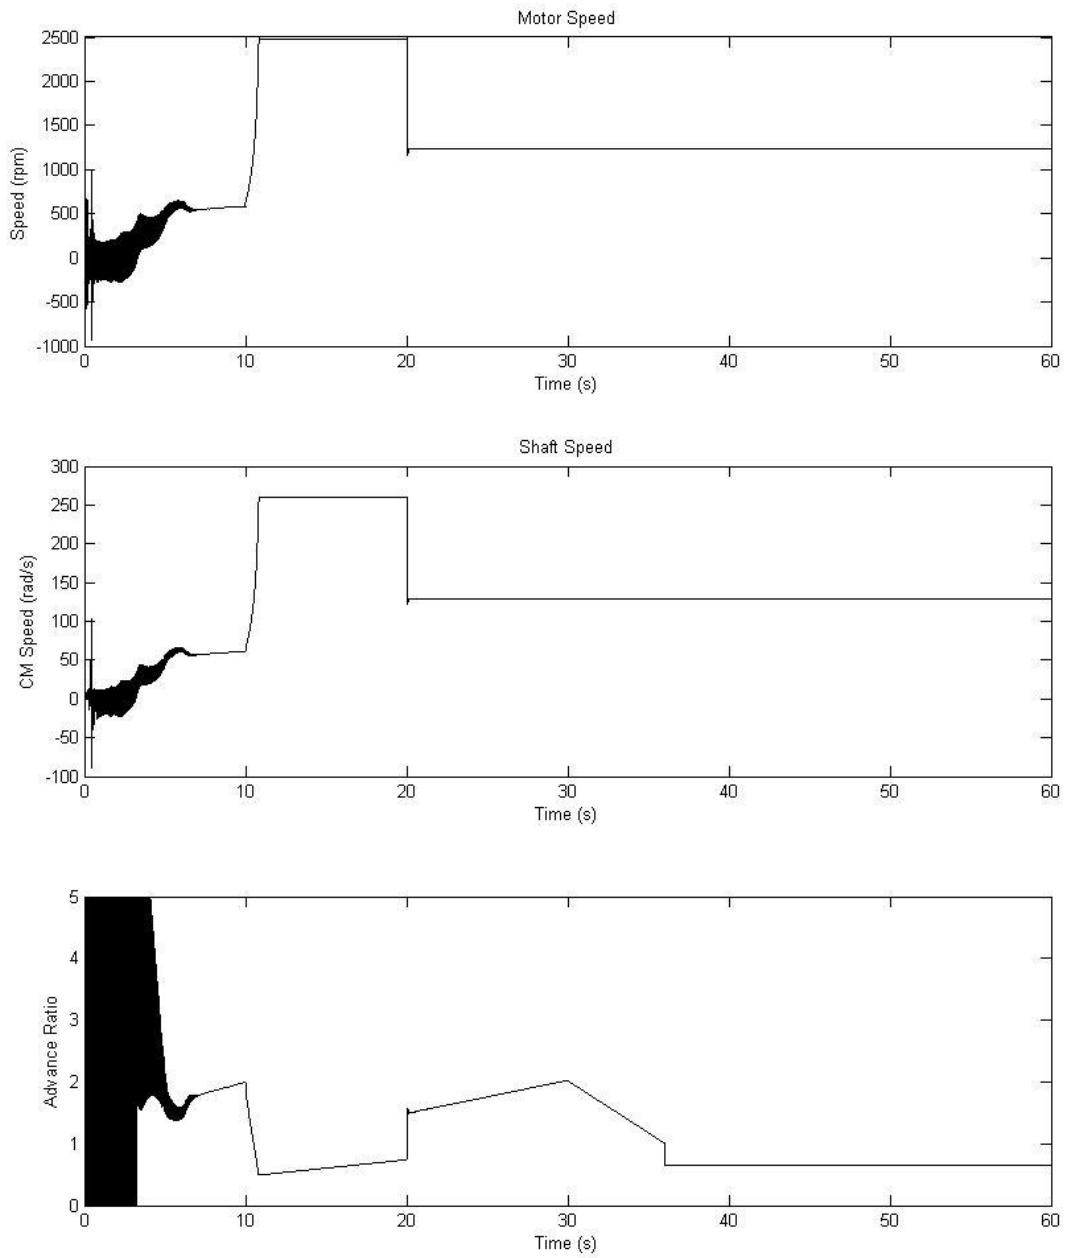 Motor Speed
2500
2000
1500
1000
500
0
-500
-1000
Speed (rpm)
0 10 20 30 40 50 60
Time (s)
Shaft Speed
300
250
200
150
100
50
0
-50
-100
CM Speed (rad/s)
0 10 20 30 40 50 60
Time (s)
5
4
3
2
1
0
Advance Ratio
0 10 20 30 40 50 60
Time (s)